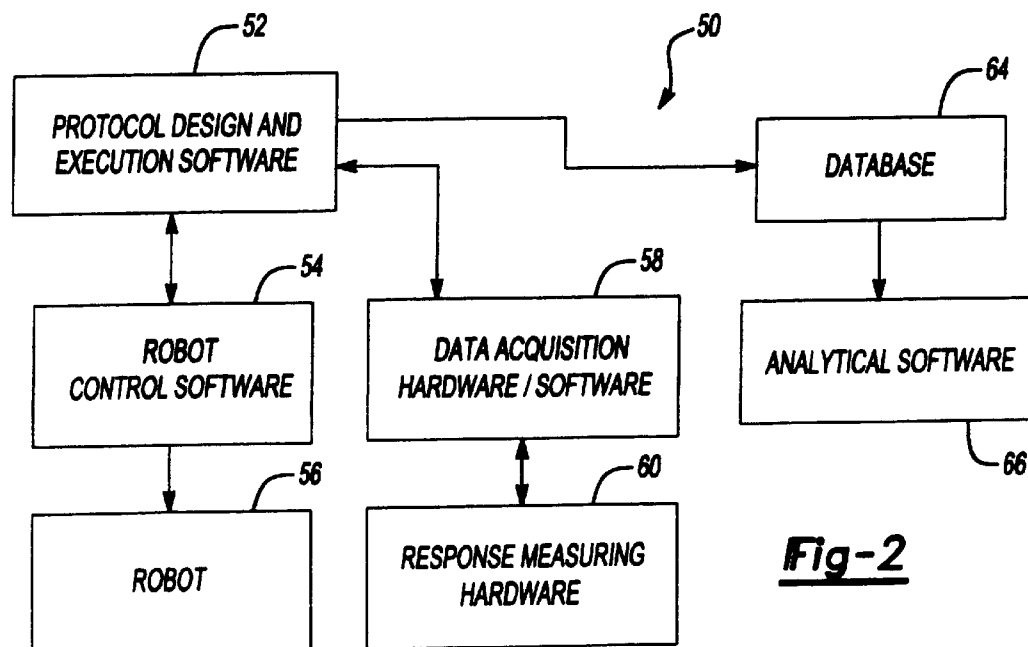 52
50
64
PROTOCOL DESIGN AND
EXECUTION SOFTWARE
DATABASE
54
58
ROBOT
CONTROL SOFTWARE
DATA ACQUISITION
HARDWARE / SOFTWARE
ANALYTICAL SOFTWARE
66
56
60
ROBOT
RESPONSE MEASURING
HARDWARE
Fig-2